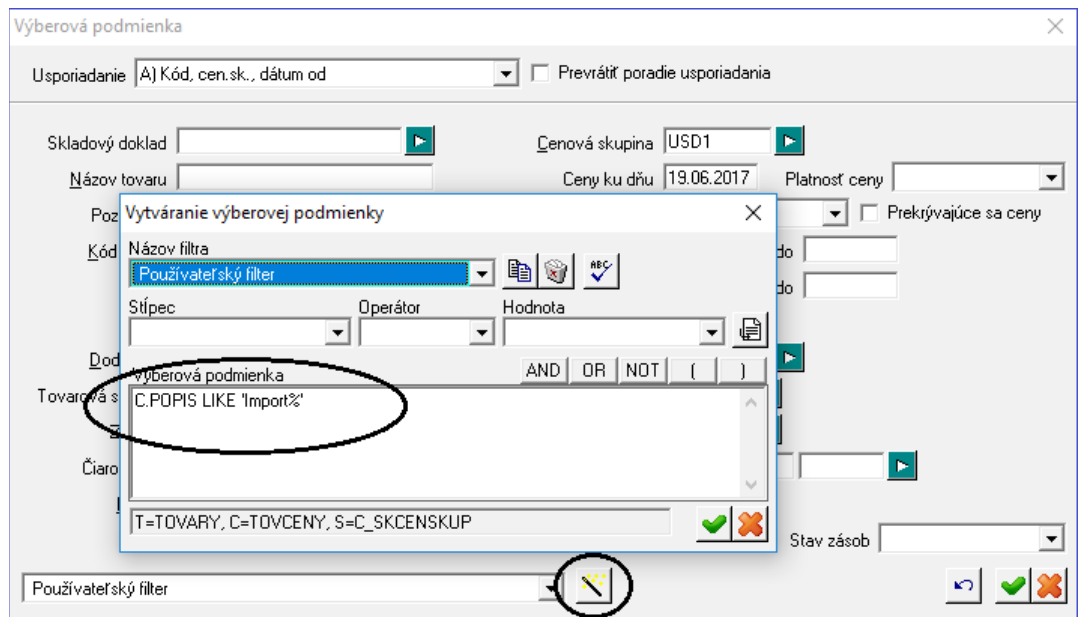 Výberová podmienka
Usporiadanie A) Kód, cen.sk., dátum od Prevrátiť poradie usporiadania
Skladový doklad Cenová skupina USD1
Názov tovaru Ceny ku dňu 19.06.2017 Platnosť ceny
Poz Prekrývajúce sa ceny
Kód do
do
Vytváranie výberovej podmienky
Názov filtra
Používateľský filter ABC
Stĺpec Operátor Hodnota
Dod
Výberová podmienka AND OR NOT ( )
Tovarová s
C.POPIS LIKE 'Import%'
Čiaro
T=TOVARY, C=TOVCENY, S=C_SKCENSKUP
Stav zásob
Používateľský filter